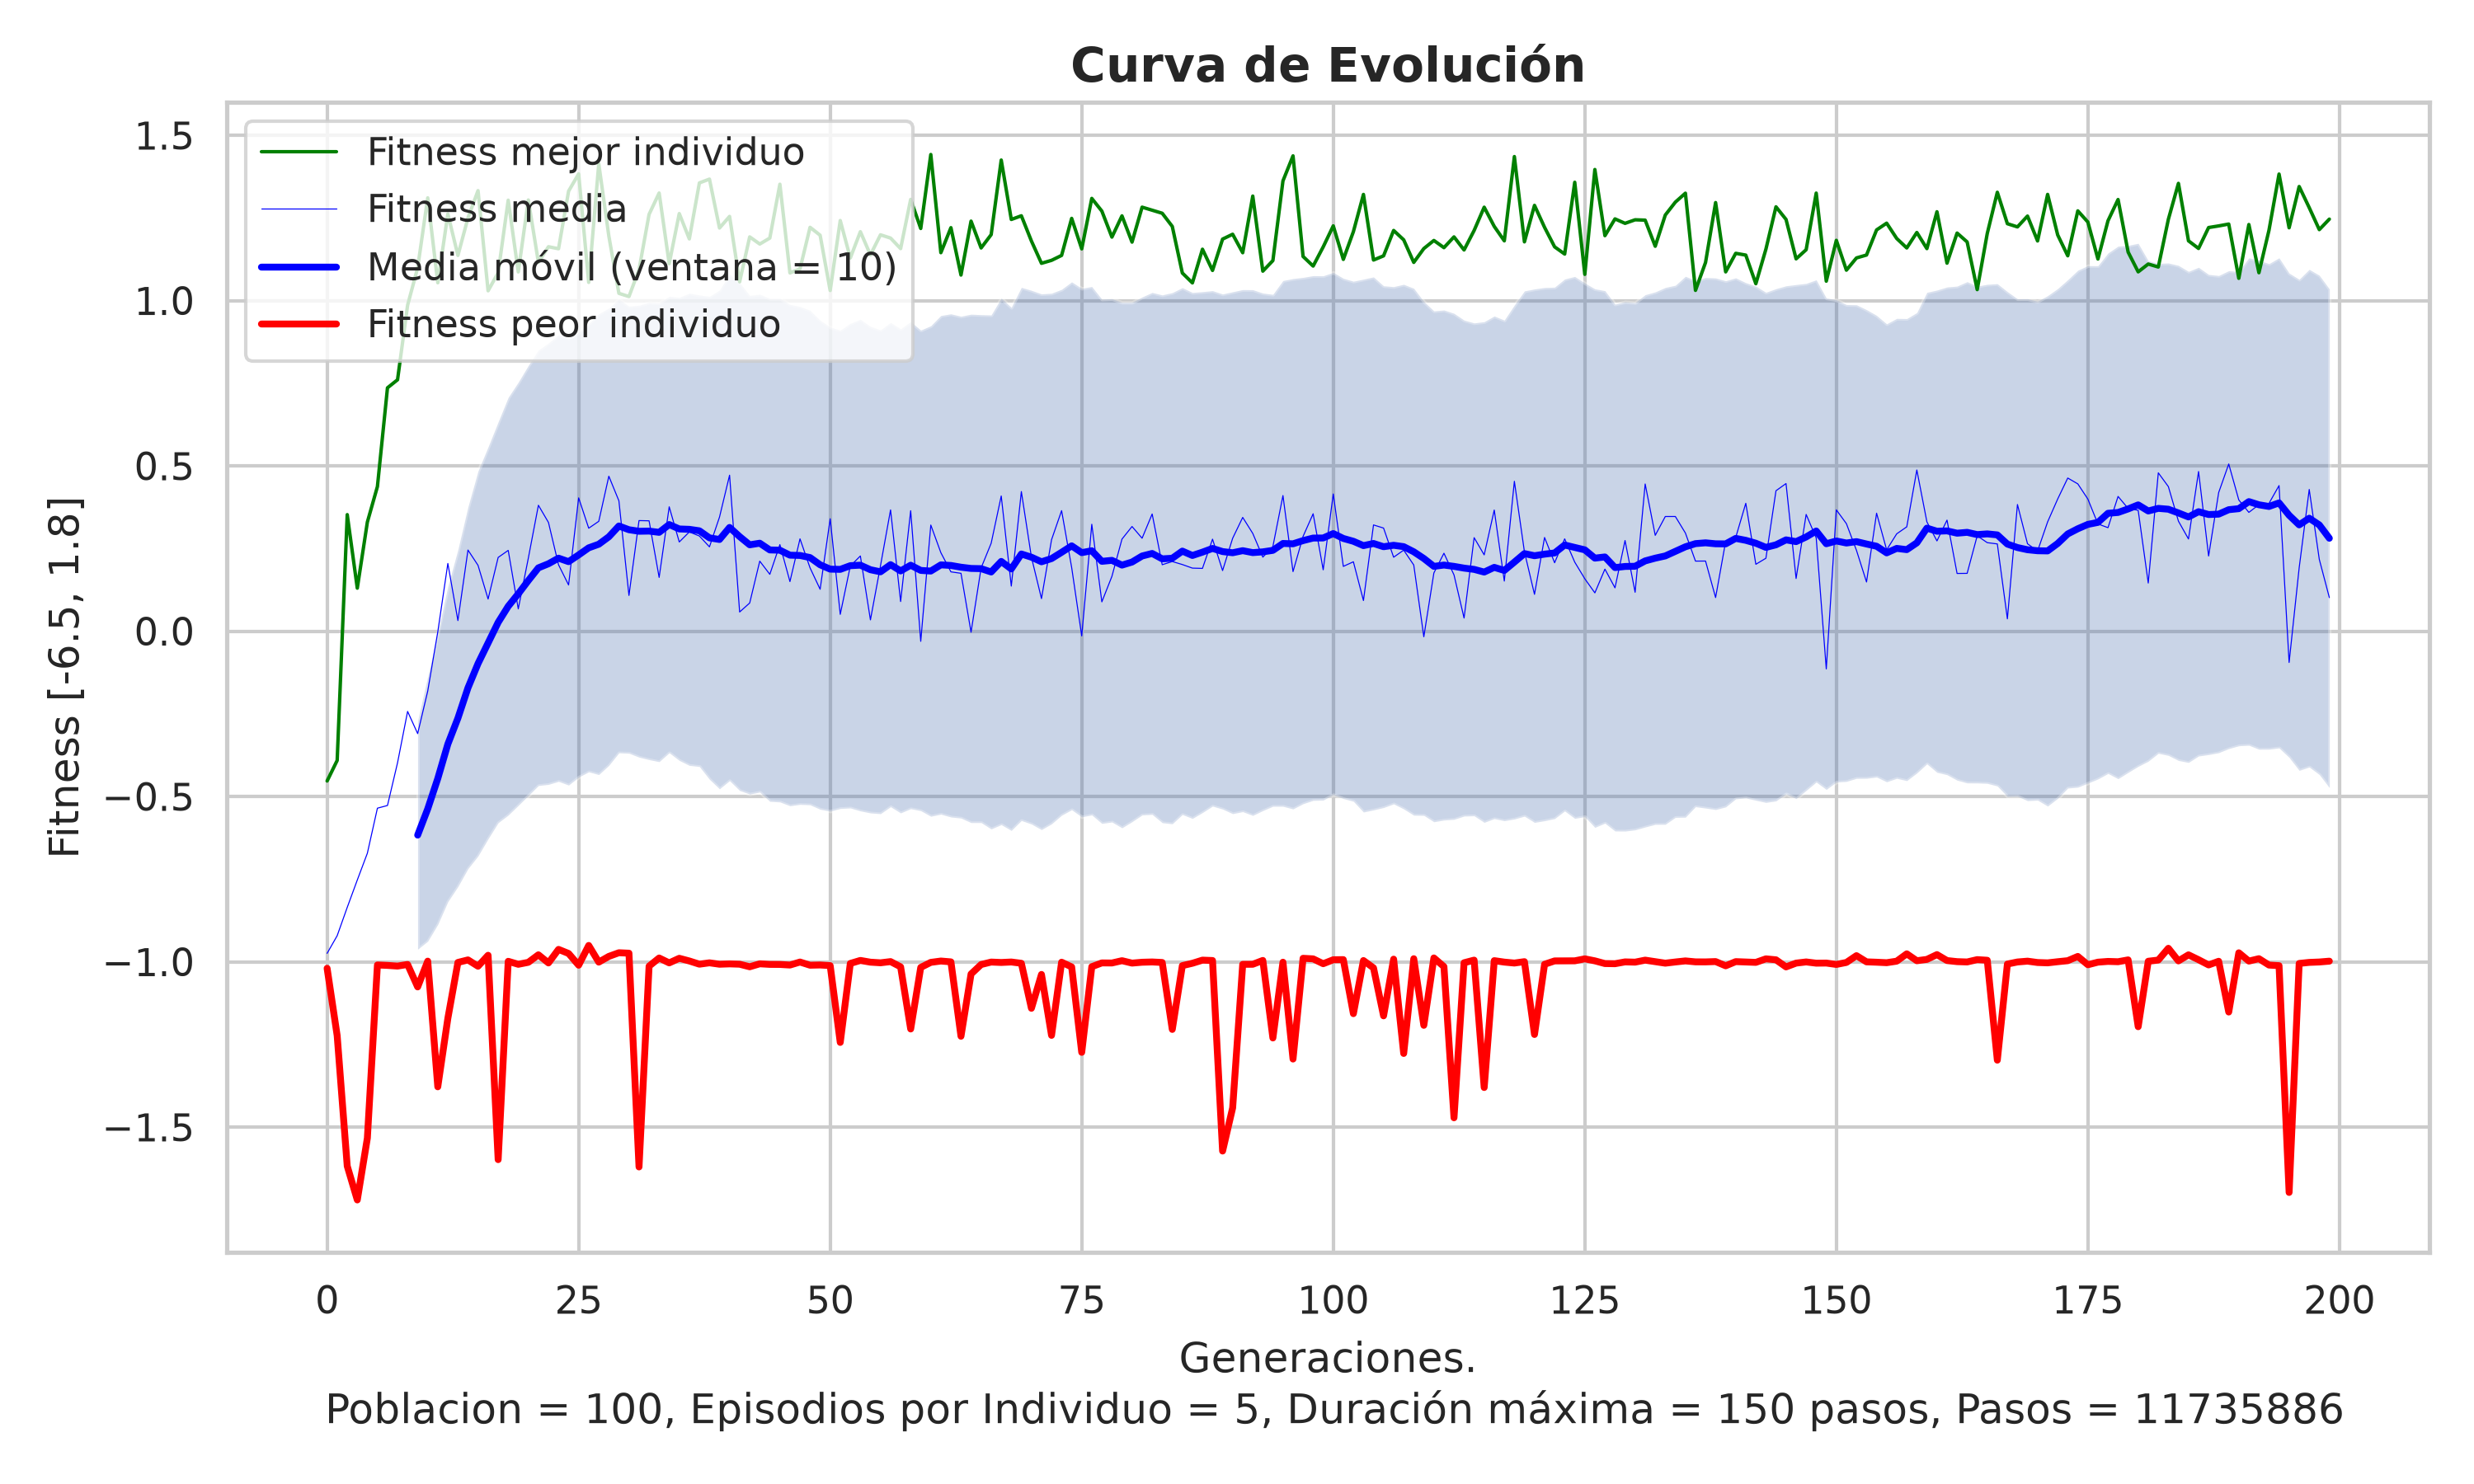 Curva de Evolución
Fitness mejor individuo
Fitness media
Media móvil (ventana = 10)
Fitness peor individuo
Fitness [-6.5, 1.8]
1.5
1.0
0.5
0.0
−0.5
−1.0
−1.5
0 25 50 75 100 125 150 175 200
Generaciones.
Poblacion = 100, Episodios por Individuo = 5, Duración máxima = 150 pasos, Pasos = 11735886